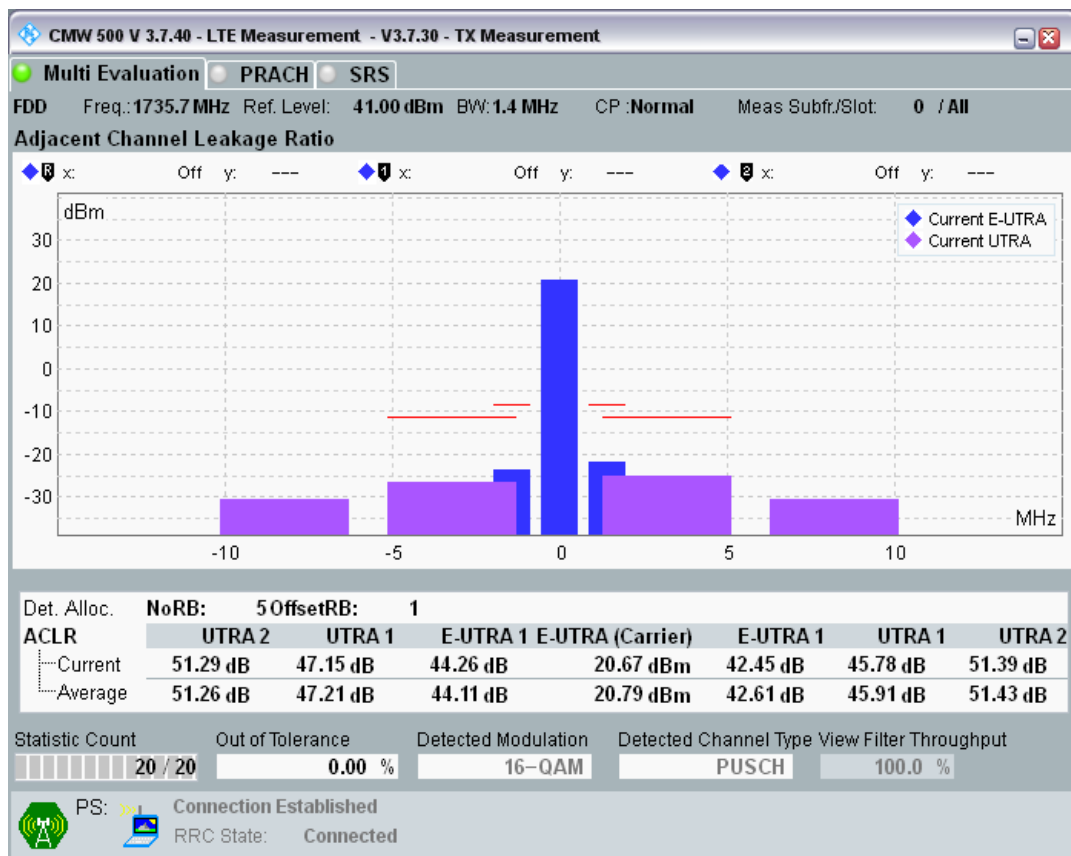 CMW 500 V 3.7.40 - LTE Measurement - V3.7.30 - TX Measurement
Multi Evaluation PRACH SRS
FDD Freq.: 1735.7 MHz Ref. Level: 41.00 dBm BW: 1.4 MHz CP : Normal Meas Subfr./Slot: 0 / All
Adjacent Channel Leakage Ratio
R x: Off y: --- 1 x: Off y: --- 2 x: Off y: ---
dBm
Current E-UTRA
Current UTRA
30
20
10
0
-10
-20
-30
MHz
-10 -5 0 5 10
Det. Alloc. NoRB: 5 OffsetRB: 1
ACLR UTRA 2 UTRA 1 E-UTRA 1 E-UTRA (Carrier) E-UTRA 1 UTRA 1 UTRA 2
Current 51.29 dB 47.15 dB 44.26 dB 20.67 dBm 42.45 dB 45.78 dB 51.39 dB
Average 51.26 dB 47.21 dB 44.11 dB 20.79 dBm 42.61 dB 45.91 dB 51.43 dB
Statistic Count Out of Tolerance Detected Modulation Detected Channel Type View Filter Throughput
20 / 20 0.00 % 16-QAM PUSCH 100.0 %
PS: Connection Established
RRC State: Connected